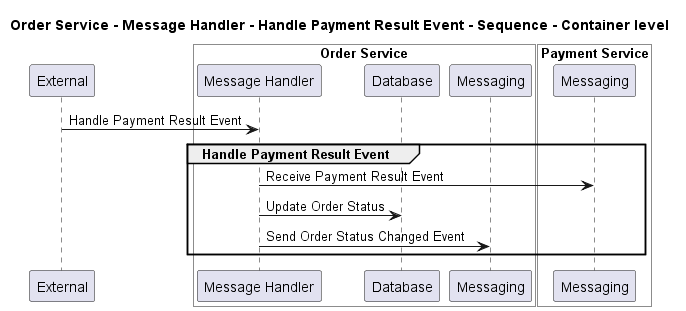 Order Service - Message Handler - Handle Payment Result Event - Sequence - Container level
Order Service
Payment Service
External
Message Handler
Database
Messaging
Messaging
Handle Payment Result Event
Handle Payment Result Event
Receive Payment Result Event
Update Order Status
Send Order Status Changed Event
External
Message Handler
Database
Messaging
Messaging